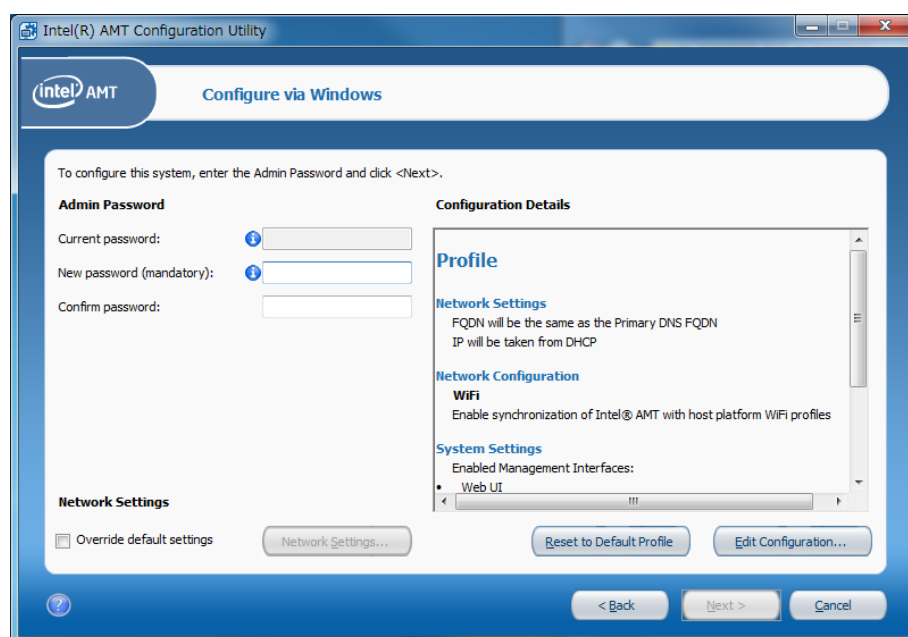 Intel(R) AMT Configuration Utility
intel AMT
Configure via Windows
To configure this system, enter the Admin Password and click <Next>.
Admin Password
Current password:
New password (mandatory):
Confirm password:
Network Settings
Override default settings
Network Settings...
Configuration Details
Profile
Network Settings
FQDN will be the same as the Primary DNS FQDN
IP will be taken from DHCP
Network Configuration
WiFi
Enable synchronization of Intel® AMT with host platform WiFi profiles
System Settings
Enabled Management Interfaces:
• Web UI
Reset to Default Profile
Edit Configuration...
< Back
Next >
Cancel